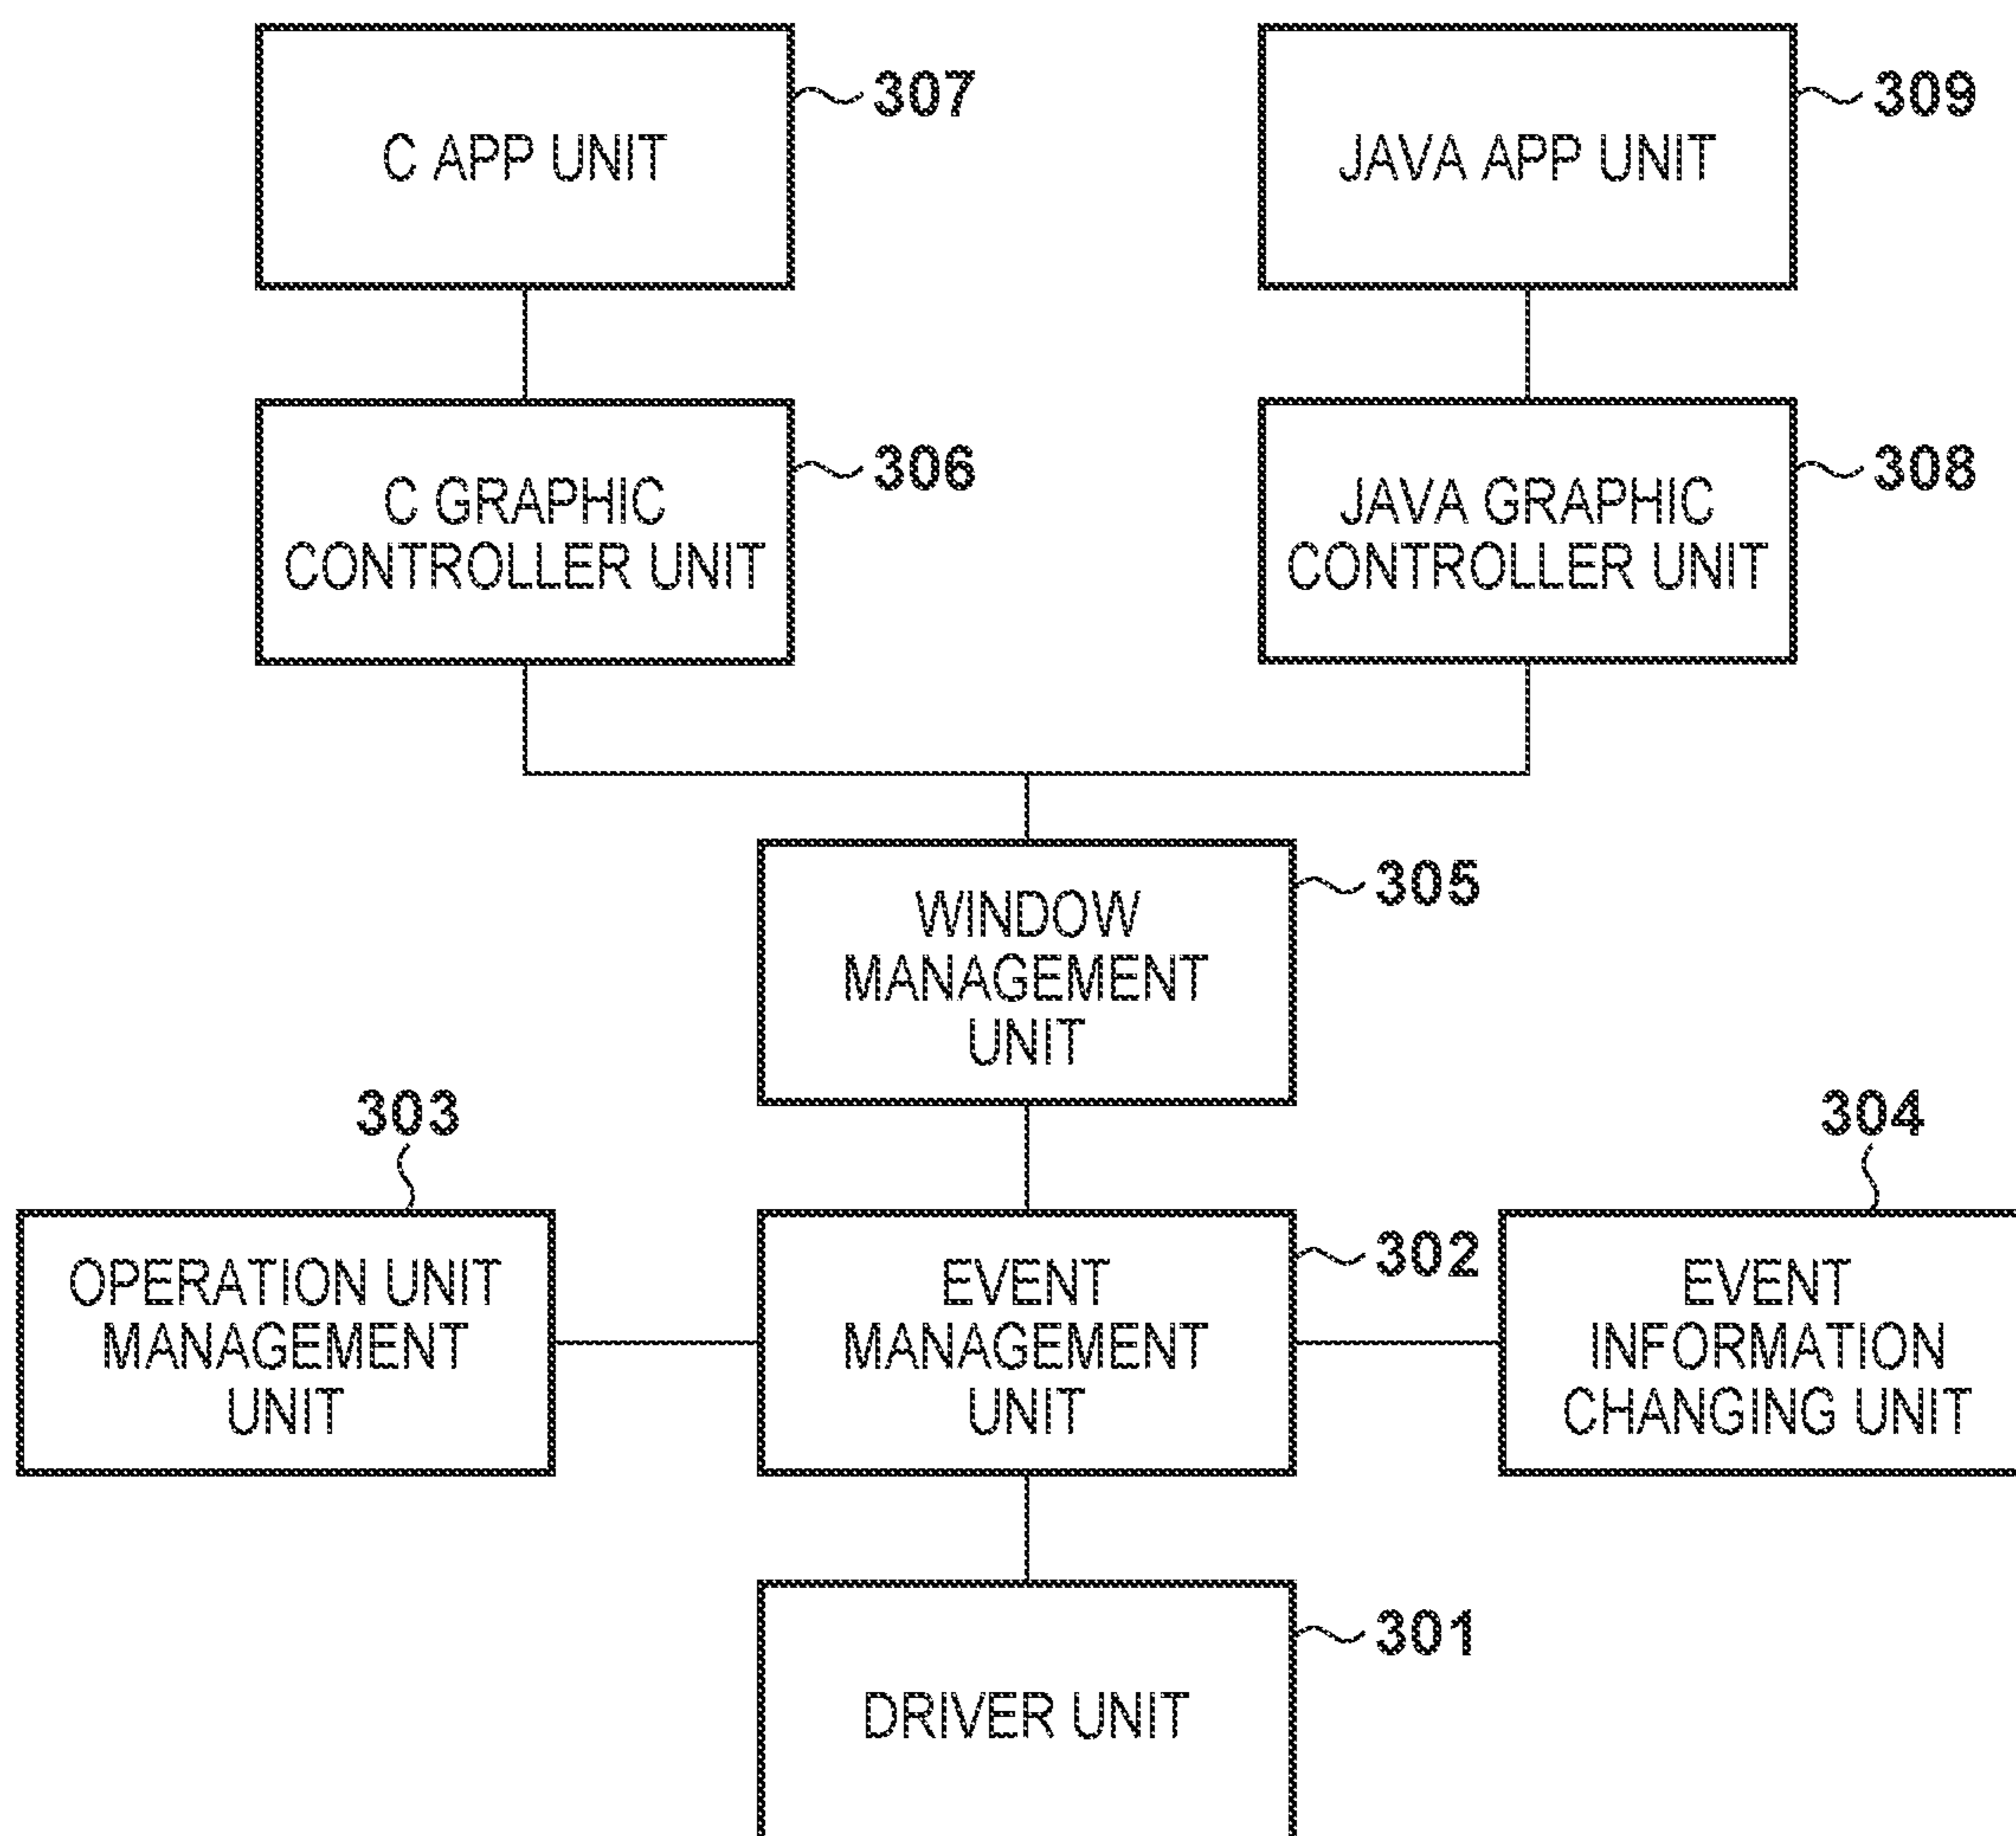 307
C APP UNIT
309
JAVA APP UNIT
306
C GRAPHIC
CONTROLLER UNIT
308
JAVA GRAPHIC
CONTROLLER UNIT
305
WINDOW
MANAGEMENT
UNIT
303
OPERATION UNIT
MANAGEMENT
UNIT
302
EVENT
MANAGEMENT
UNIT
304
EVENT
INFORMATION
CHANGING UNIT
301
DRIVER UNIT